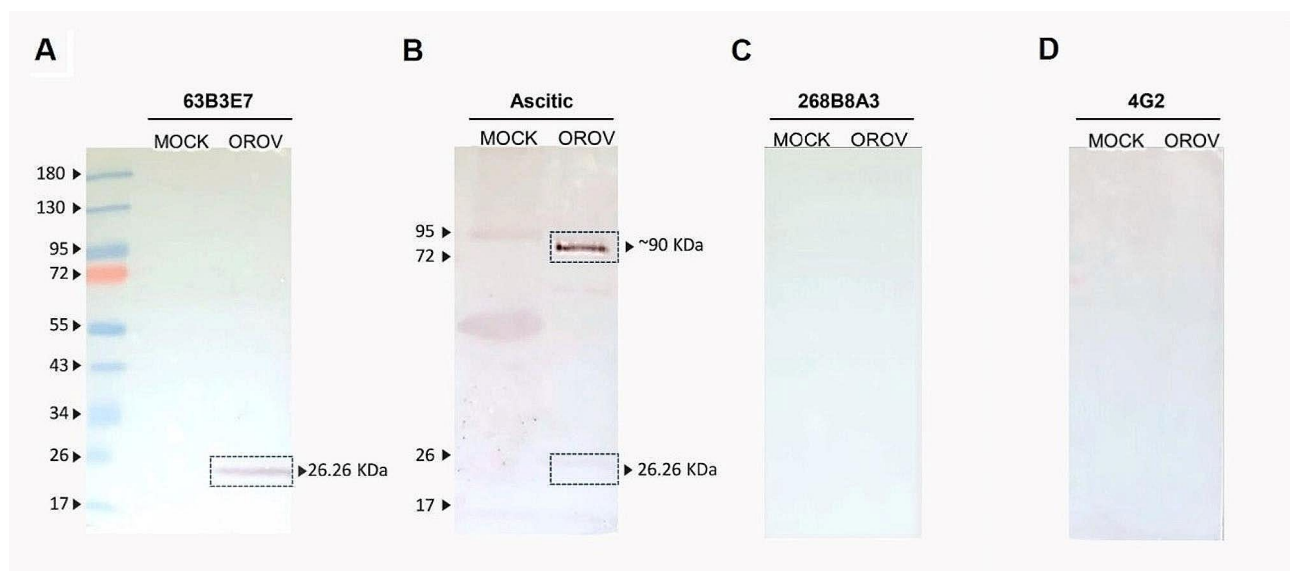 A
B
C
D
63B3E7
Ascitic
268B8A3
4G2
MOCK OROV
MOCK OROV
MOCK OROV
MOCK OROV
180
130
95
72
55
43
34
26
17
26.26 KDa
95
72
26
17
~90 KDa
26.26 KDa